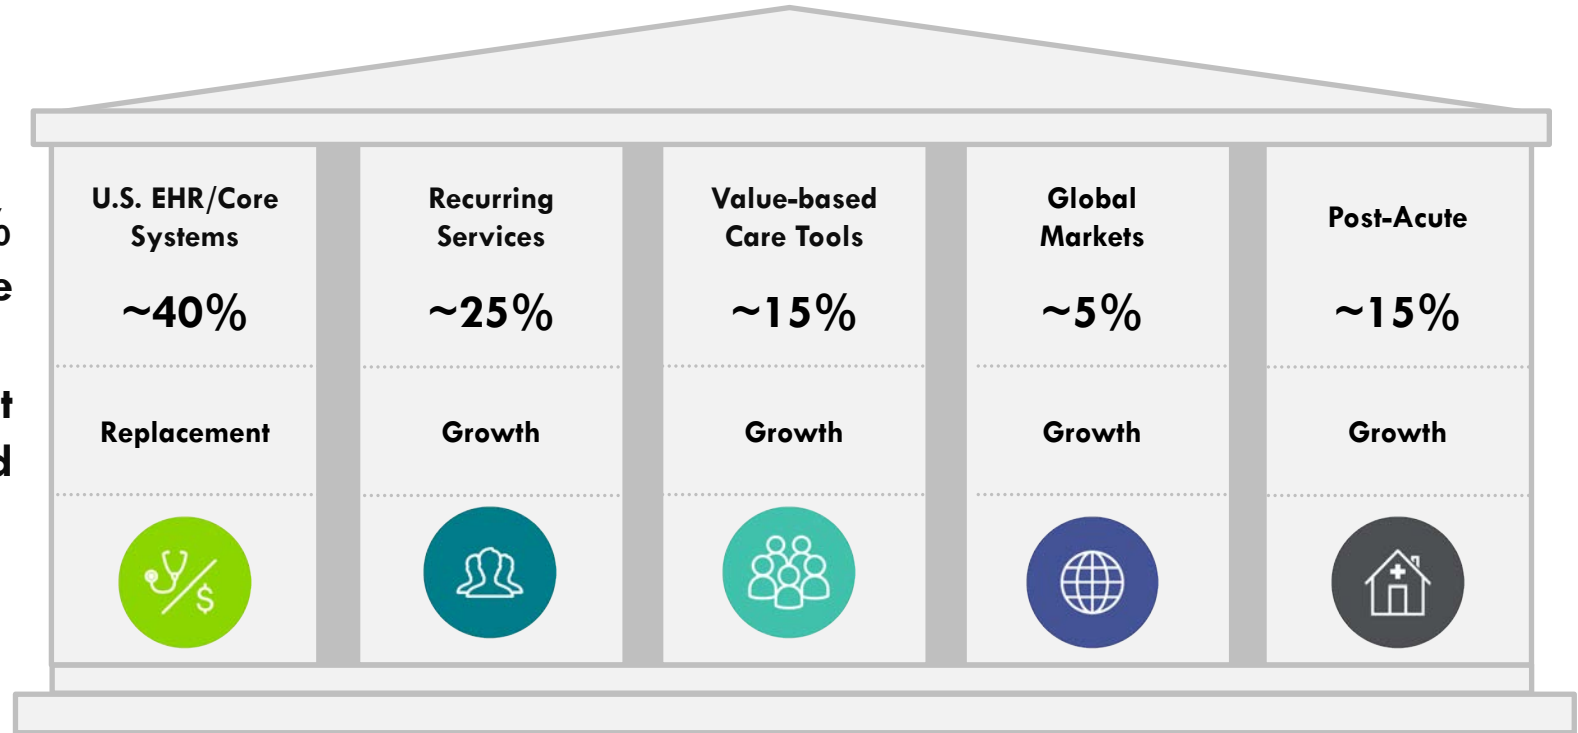 U.S. EHR/Core
Systems
~40%
Replacement
Recurring
Services
~25%
Growth
Value-based
Care Tools
~15%
Growth
Global
Markets
~5%
Growth
Post-Acute
~15%
Growth
$